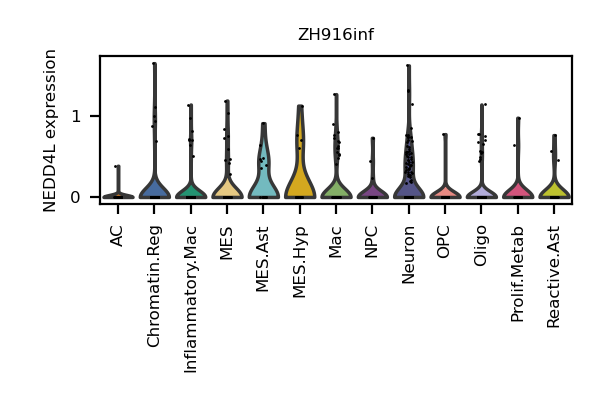 ZH916inf
NEDD4L expression
1
0
AC
Chromatin.Reg
Inflammatory.Mac
MES
MES.Ast
MES.Hyp
Mac
NPC
Neuron
OPC
Oligo
Prolif.Metab
Reactive.Ast